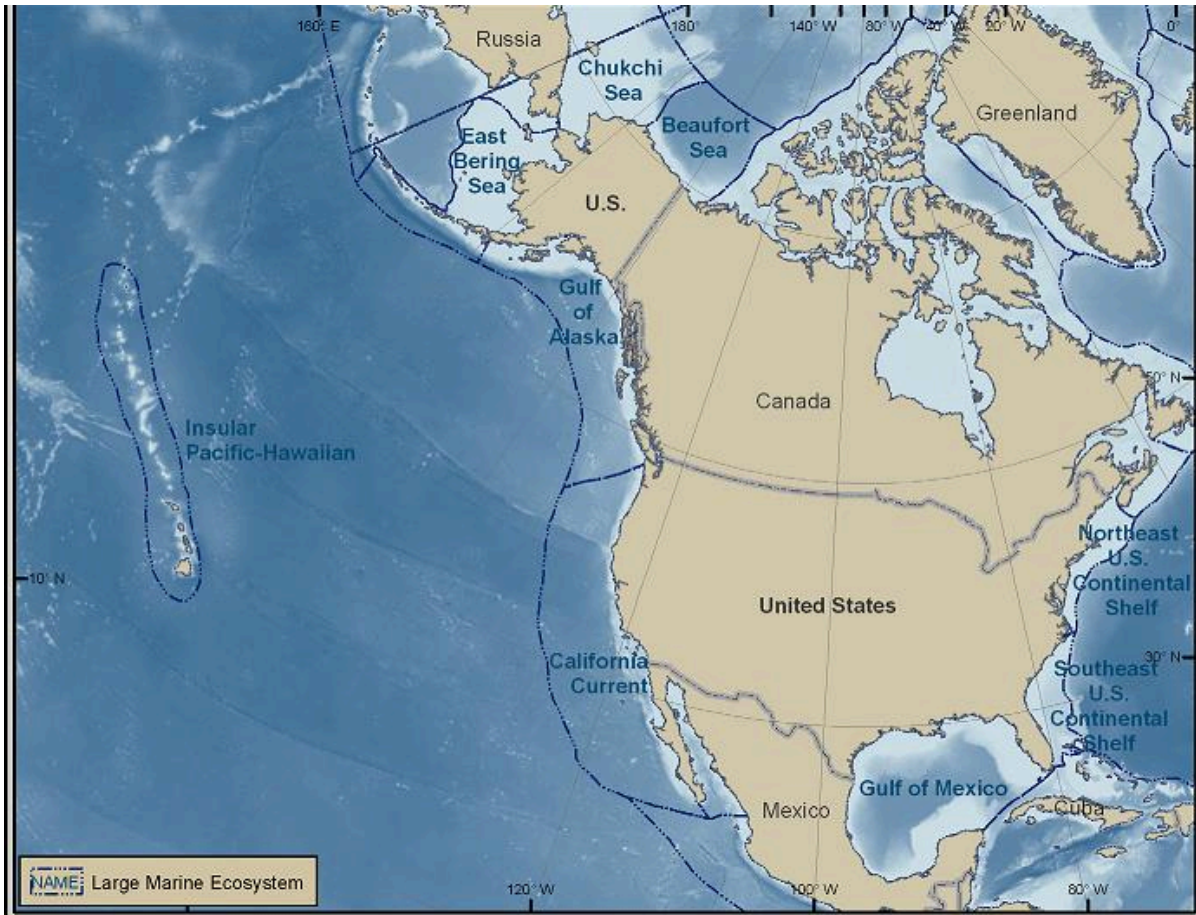 160° E
180°
140° W
80° W
40° W
20° W
0°
Russia
Chukchi
Sea
Greenland
Beaufort
Sea
East
Bering
Sea
U.S.
Gulf
of
Alaska
50° N
Canada
Insular
Pacific-Hawaiian
Northeast
U.S.
Continental
Shelf
10° N
United States
30° N
California
Current
Southeast
U.S.
Continental
Shelf
Gulf of Mexico
Mexico
Cuba
NAME Large Marine Ecosystem
120° W
100° W
80° W